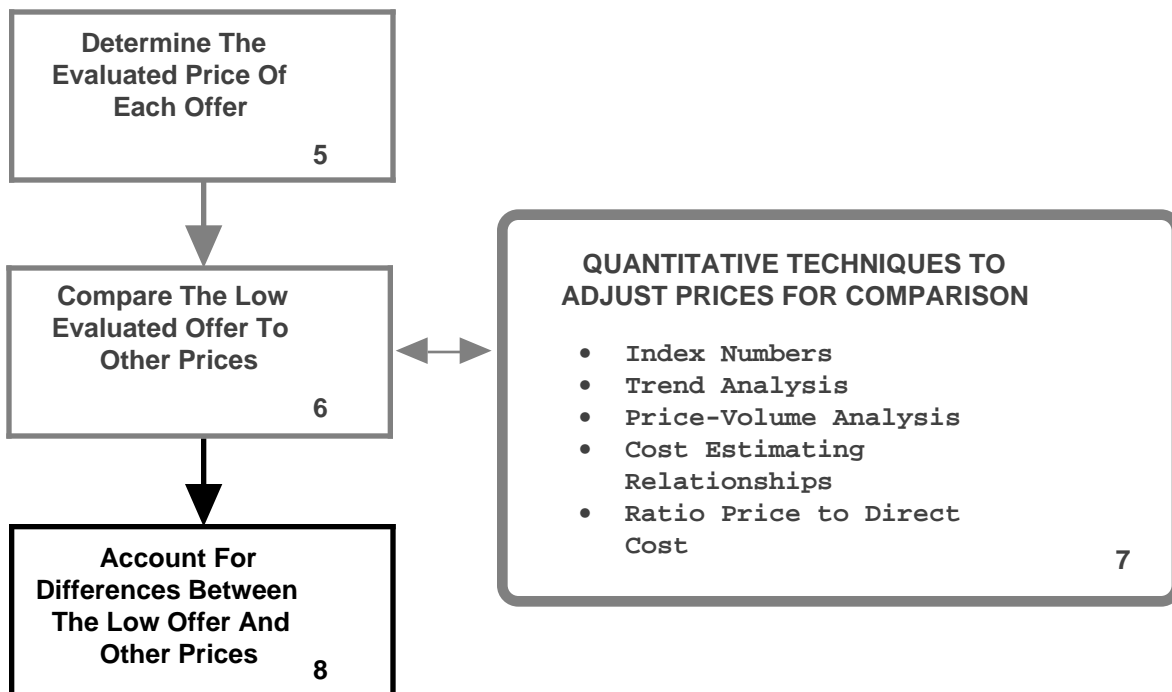 Determine The
Evaluated Price Of
Each Offer
5
Compare The Low
Evaluated Offer To
Other Prices
6
QUANTITATIVE TECHNIQUES TO
ADJUST PRICES FOR COMPARISON
• Index Numbers
• Trend Analysis
• Price-Volume Analysis
• Cost Estimating
Relationships
• Ratio Price to Direct
Cost
7
Account For
Differences Between
The Low Offer And
Other Prices
8